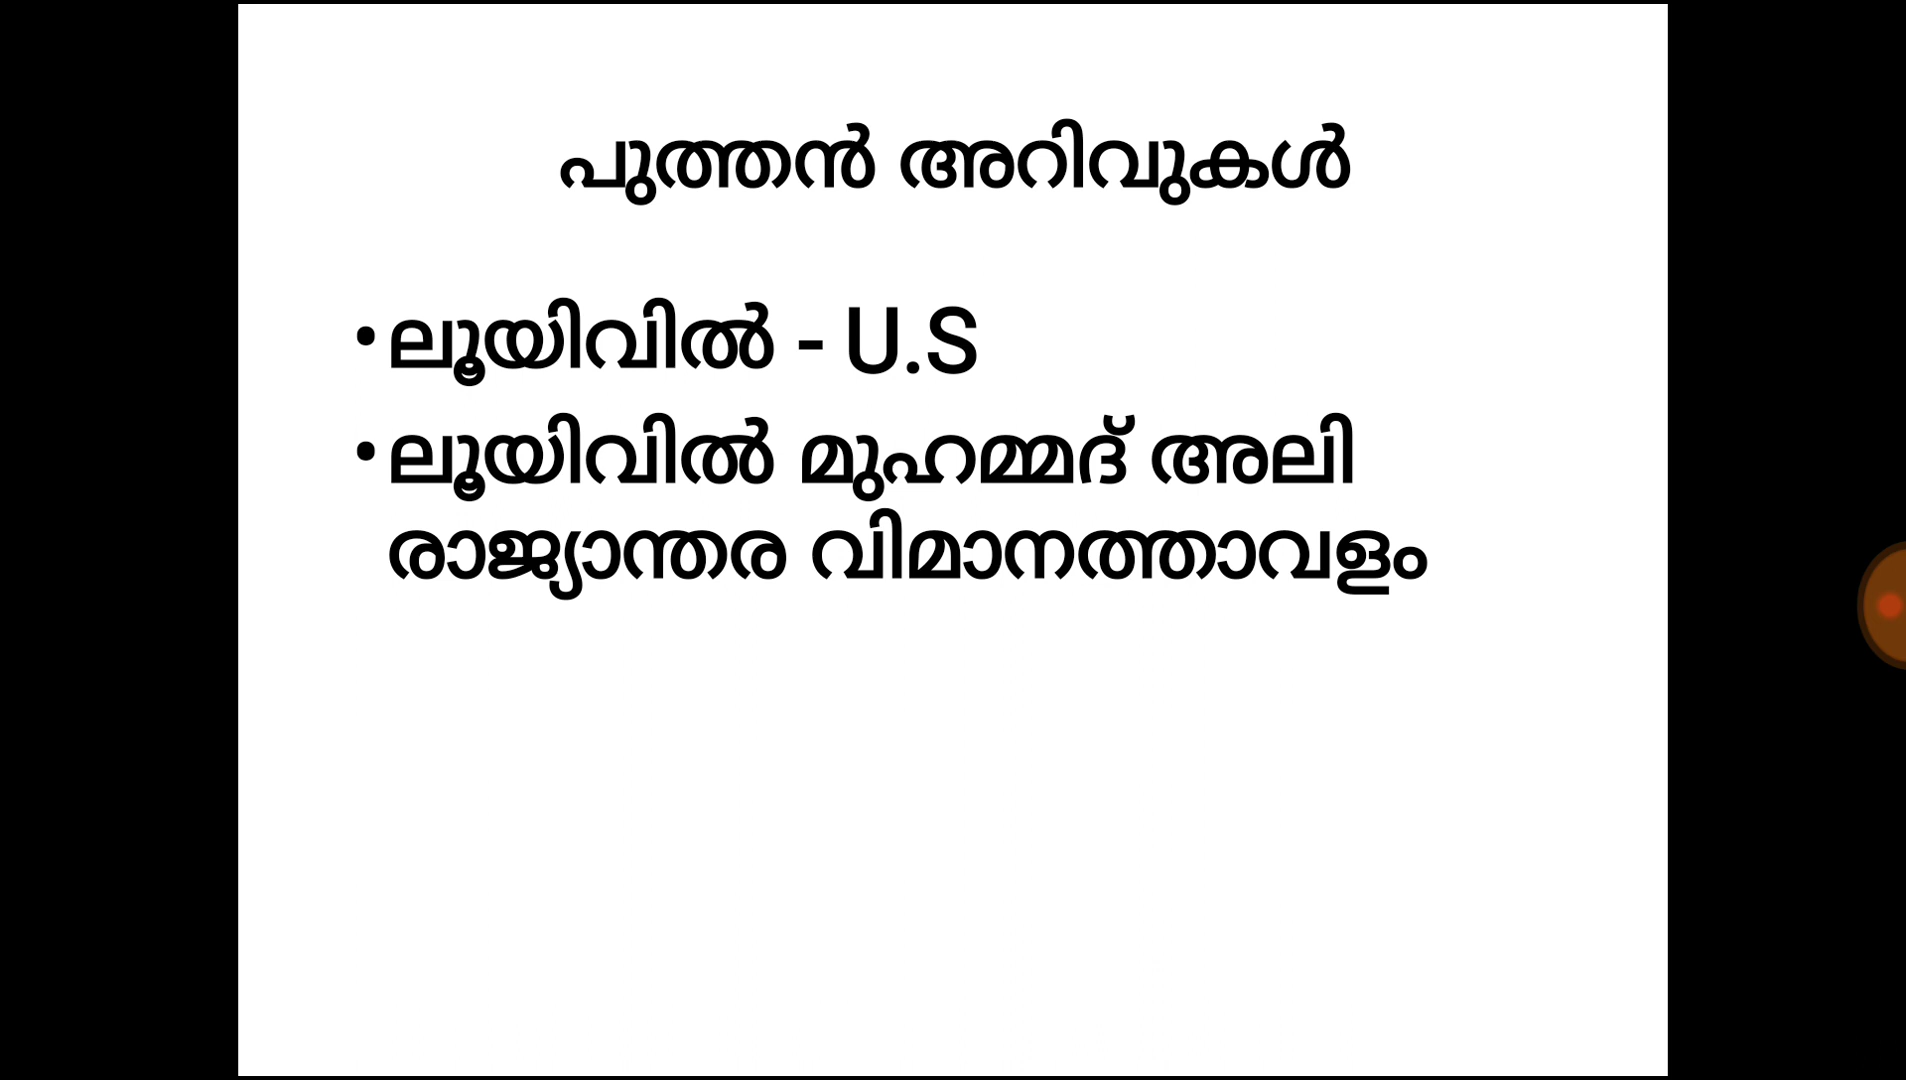 പുത്തൻ അറിവുകൾ
• ലൂയിവിൽ - U.S
• ലൂയിവിൽ മുഹമ്മദ് അലി
രാജ്യാന്തര വിമാനത്താവളം